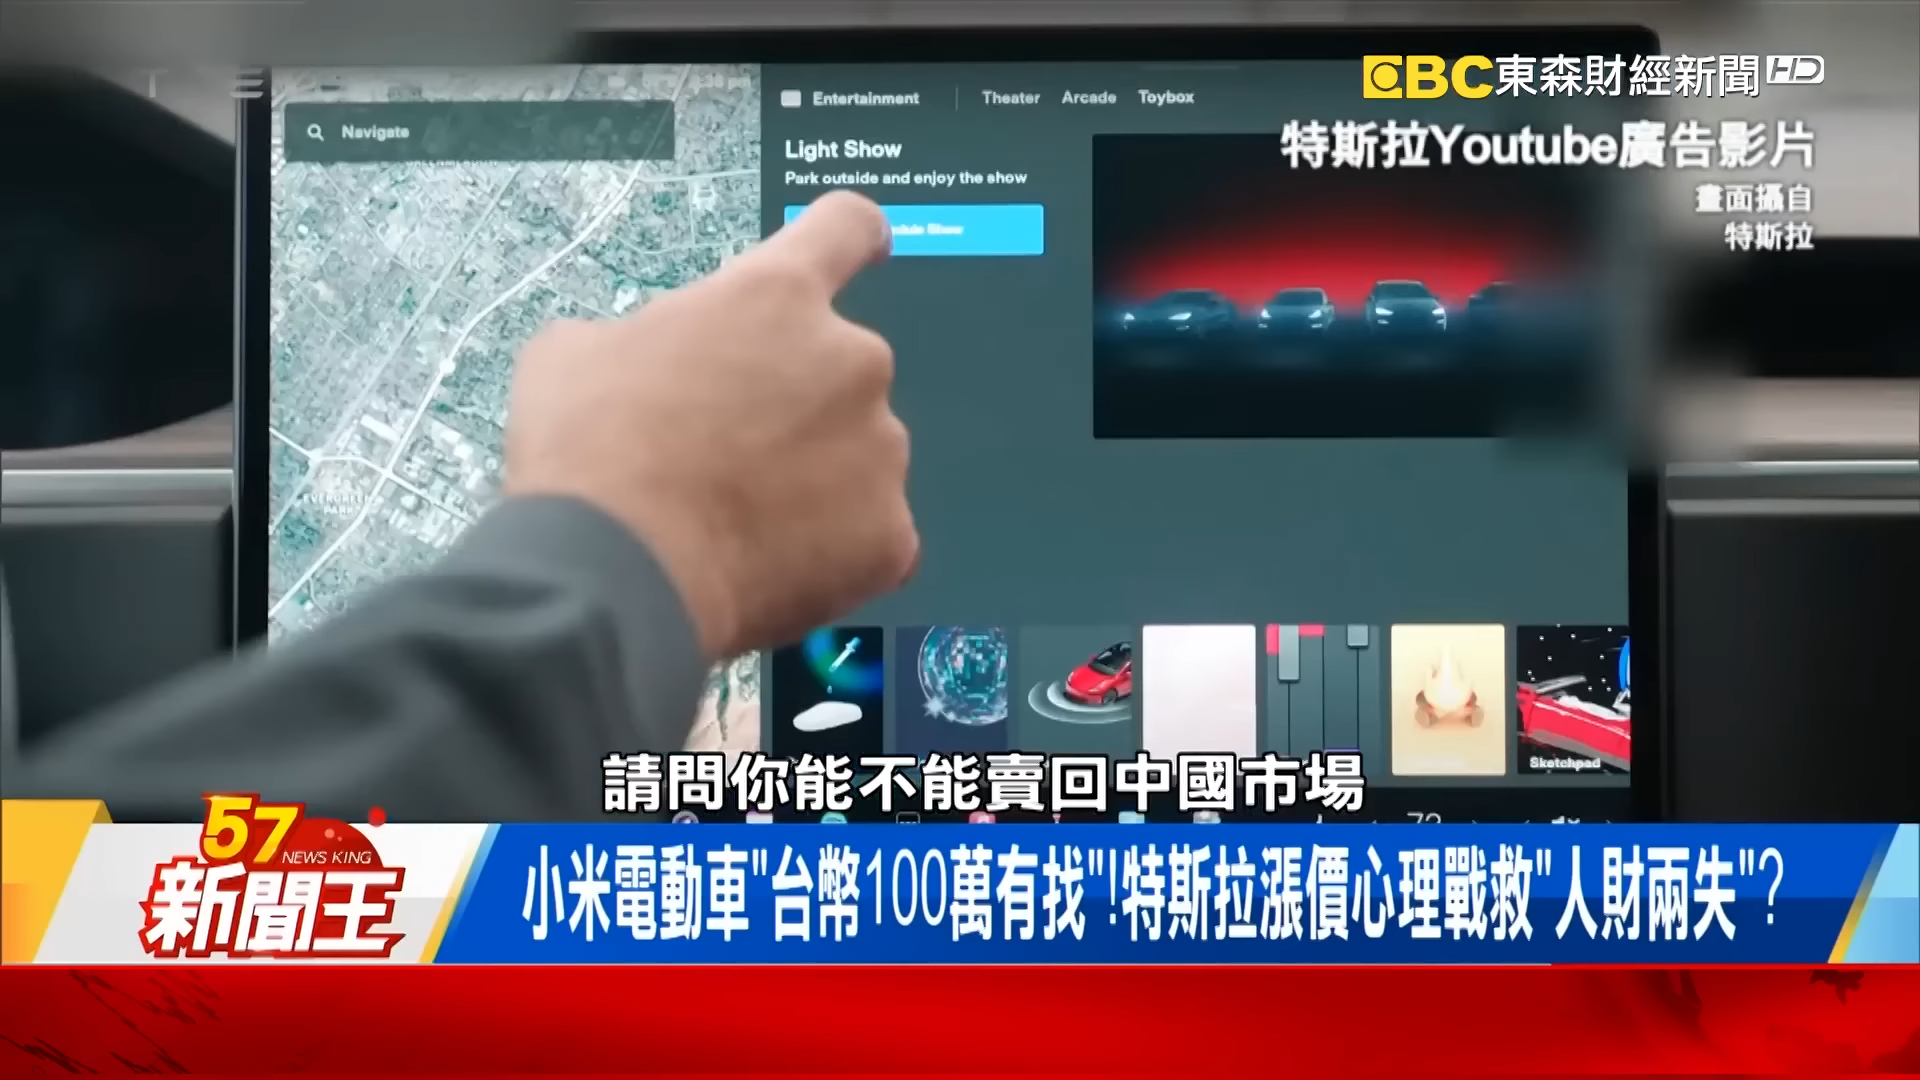 EBC東森財經新聞HD
特斯拉Youtube廣告影片
畫面攝自
特斯拉
Navigate
Entertainment
Theater
Arcade
Toybox
Light Show
Park outside and enjoy the show
Show
EVERGREEN
PARK
Sketchpad
請問你能不能賣回中國市場
57
NEWS KING
新聞王
小米電動車"台幣100萬有找"!特斯拉漲價心理戰救"人財兩失"?